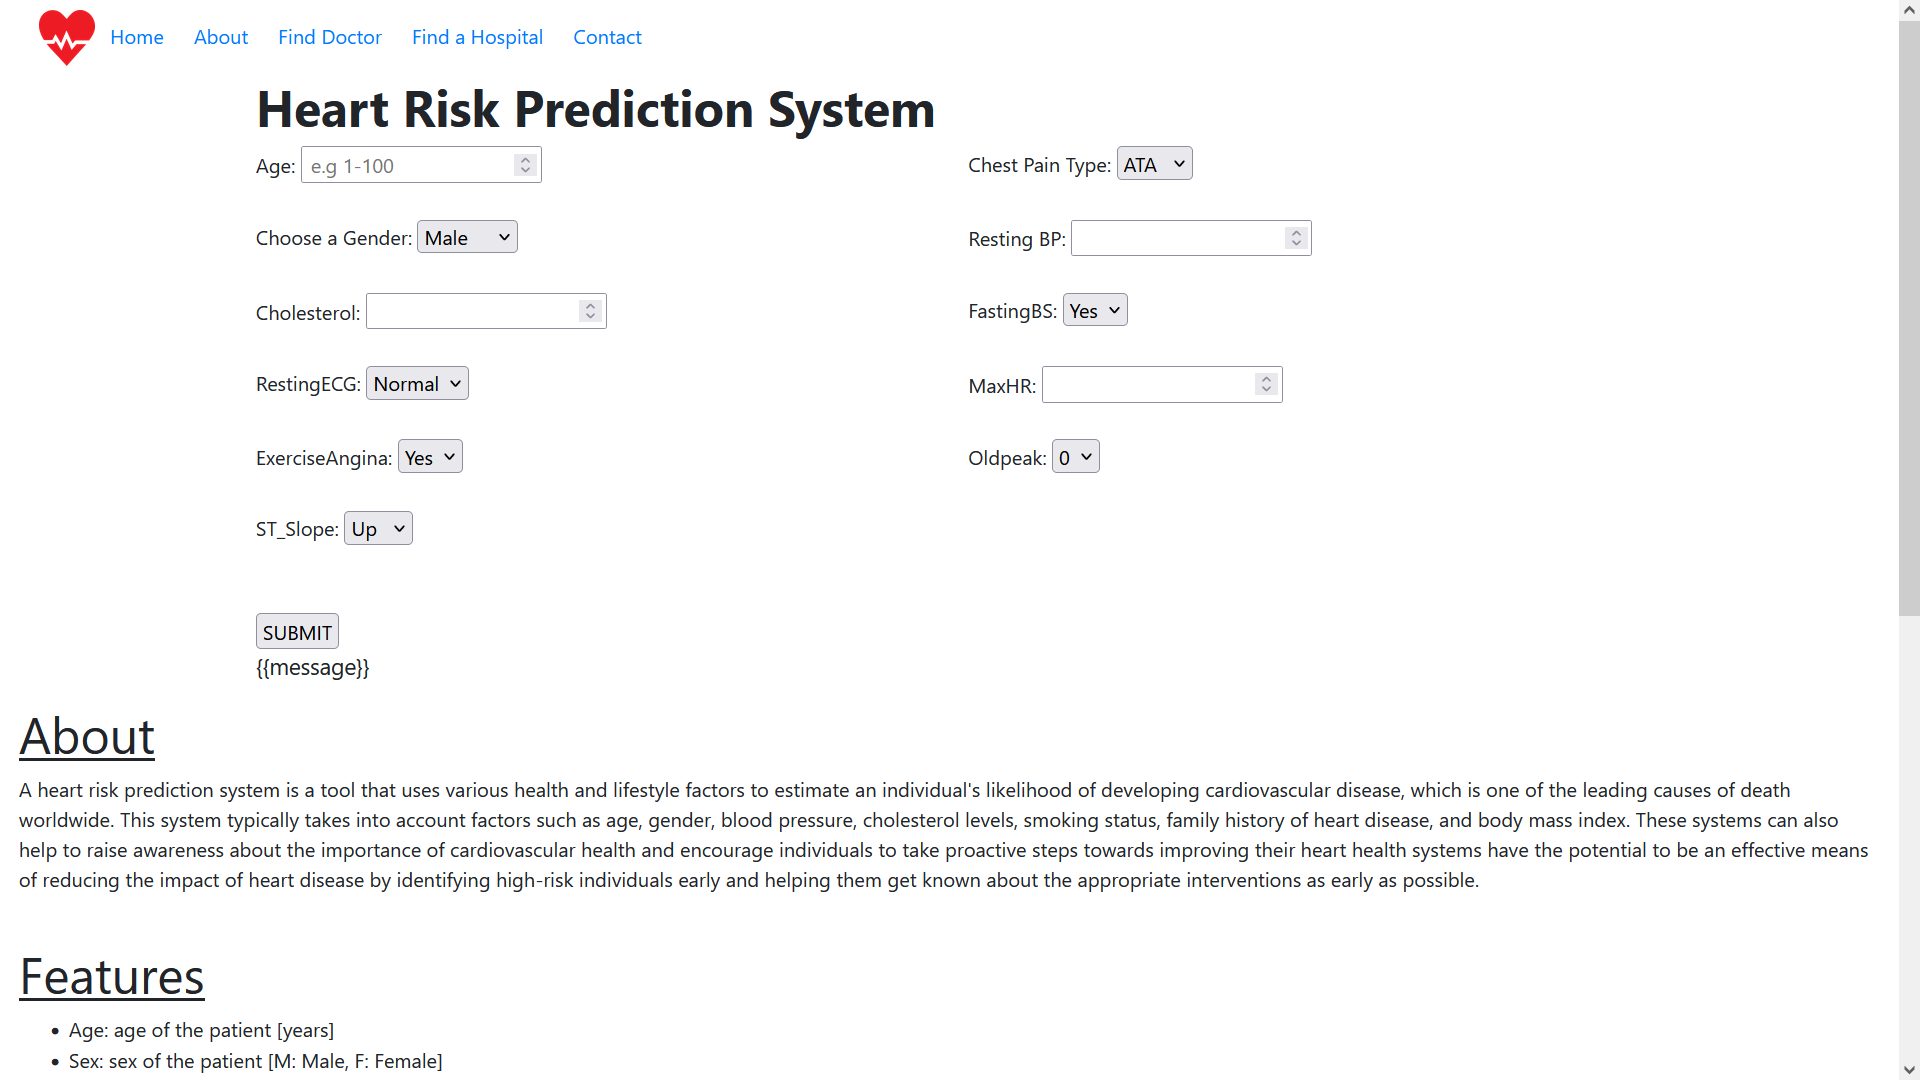 Home About Find Doctor Find a Hospital Contact
Heart Risk Prediction System
Age: e.g 1-100 Chest Pain Type: ATA
Choose a Gender: Male Resting BP:
Cholesterol: FastingBS: Yes
RestingECG: Normal MaxHR:
ExerciseAngina: Yes Oldpeak: 0
ST_Slope: Up
SUBMIT
{{message}}
About
A heart risk prediction system is a tool that uses various health and lifestyle factors to estimate an individual's likelihood of developing cardiovascular disease, which is one of the leading causes of death
worldwide. This system typically takes into account factors such as age, gender, blood pressure, cholesterol levels, smoking status, family history of heart disease, and body mass index. These systems can also
help to raise awareness about the importance of cardiovascular health and encourage individuals to take proactive steps towards improving their heart health systems have the potential to be an effective means
of reducing the impact of heart disease by identifying high-risk individuals early and helping them get known about the appropriate interventions as early as possible.
Features
• Age: age of the patient [years]
• Sex: sex of the patient [M: Male, F: Female]